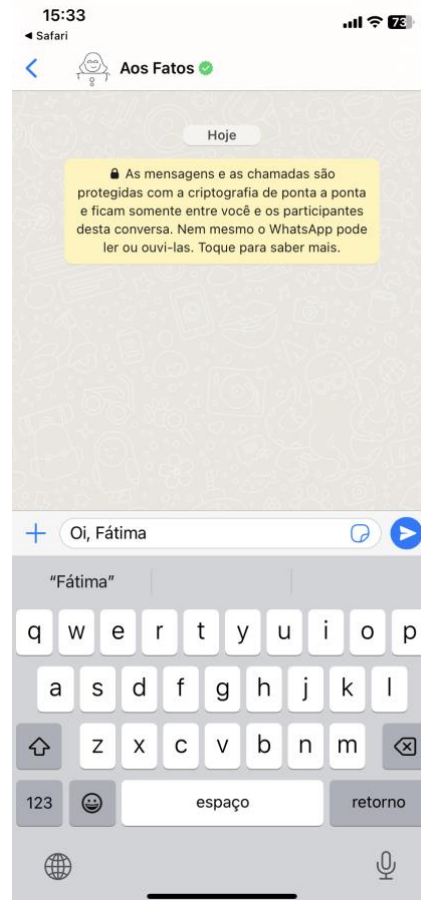 15:33
73
◀ Safari
Aos Fatos
Hoje
As mensagens e as chamadas são
protegidas com a criptografia de ponta a ponta
e ficam somente entre você e os participantes
desta conversa. Nem mesmo o WhatsApp pode
ler ou ouvi-las. Toque para saber mais.
Oi, Fátima
“Fátima”
q w e r t y u i o p
a s d f g h j k l
z x c v b n m
123 espaço retorno